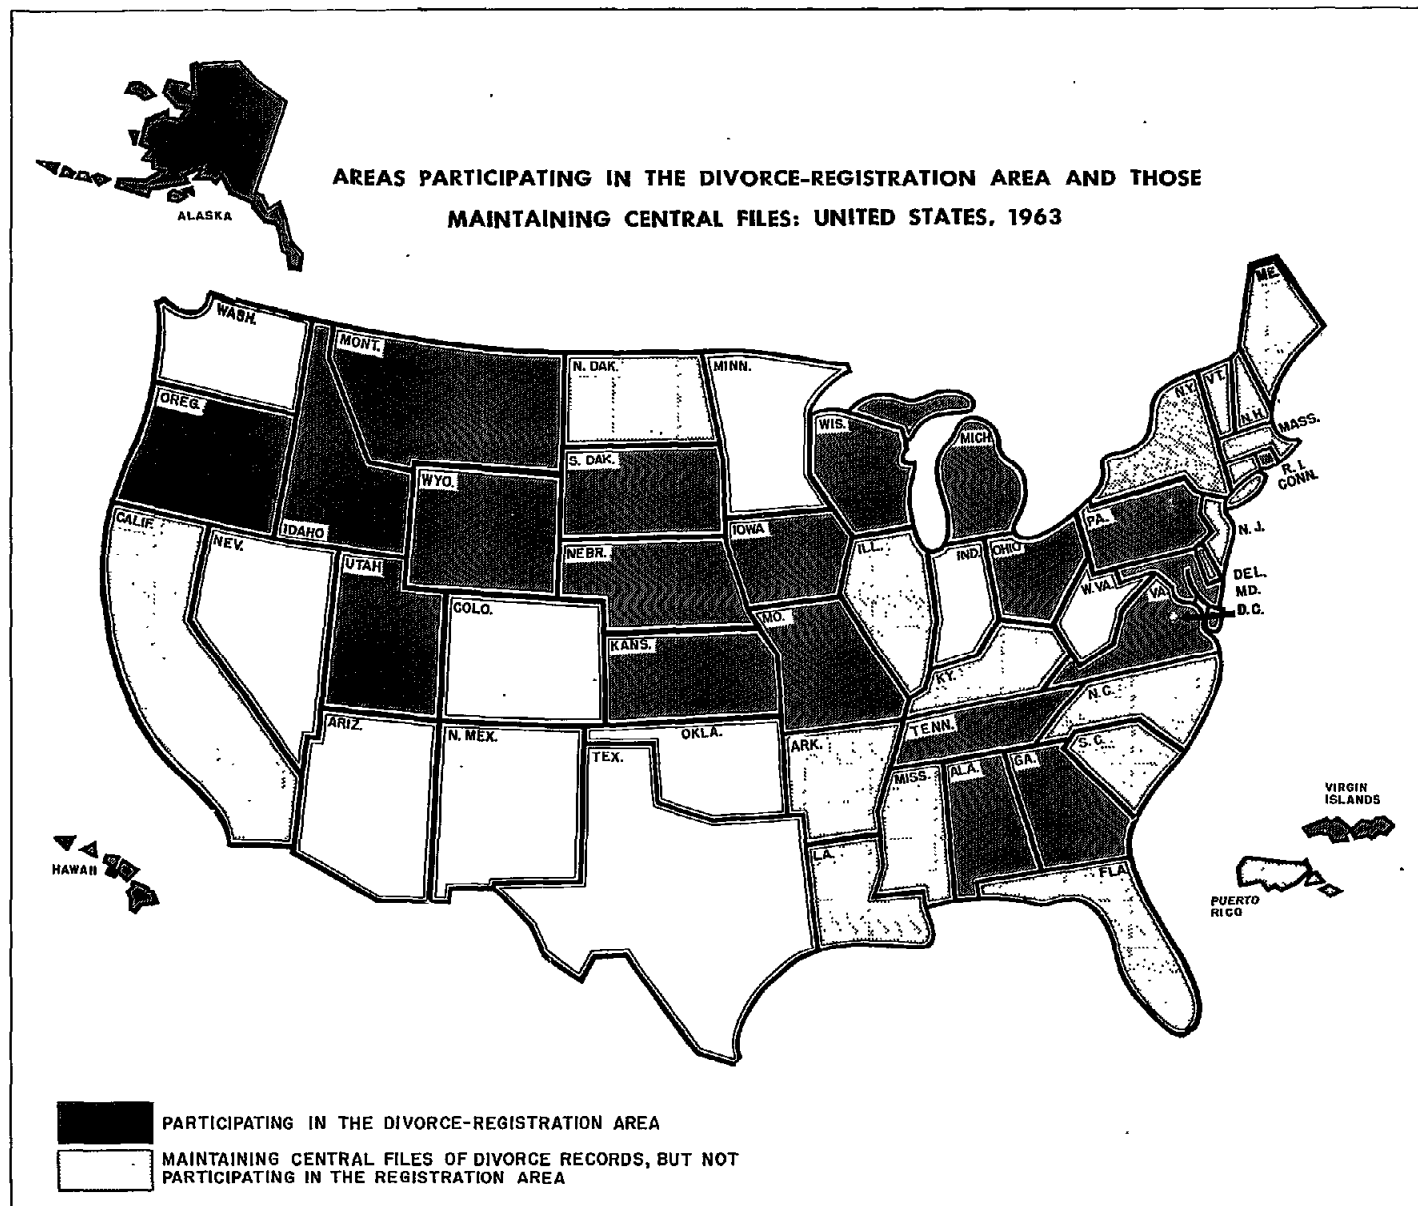 ALASKA
AREAS PARTICIPATING IN THE DIVORCE-REGISTRATION AREA AND THOSE
MAINTAINING CENTRAL FILES: UNITED STATES, 1963
WASH.
MONT.
N. DAK.
MINN.
ME.
OREG.
IDAHO
WYO.
S. DAK.
WIS.
MICH.
N.Y.
VT.
N.H.
MASS.
R. I.
CONN.
CALIF.
NEV.
UTAH
COLO.
NEBR.
IOWA
ILL.
IND.
OHIO
PA.
N. J.
DEL.
MD.
D.C.
W. VA.
VA.
KANS.
MO.
KY.
N. C.
TENN.
S. C.
ARIZ.
N. MEX.
OKLA.
TEX.
ARK.
MISS.
ALA.
GA.
LA.
FLA.
HAWAII
VIRGIN
ISLANDS
PUERTO
RICO
PARTICIPATING IN THE DIVORCE-REGISTRATION AREA
MAINTAINING CENTRAL FILES OF DIVORCE RECORDS, BUT NOT
PARTICIPATING IN THE REGISTRATION AREA